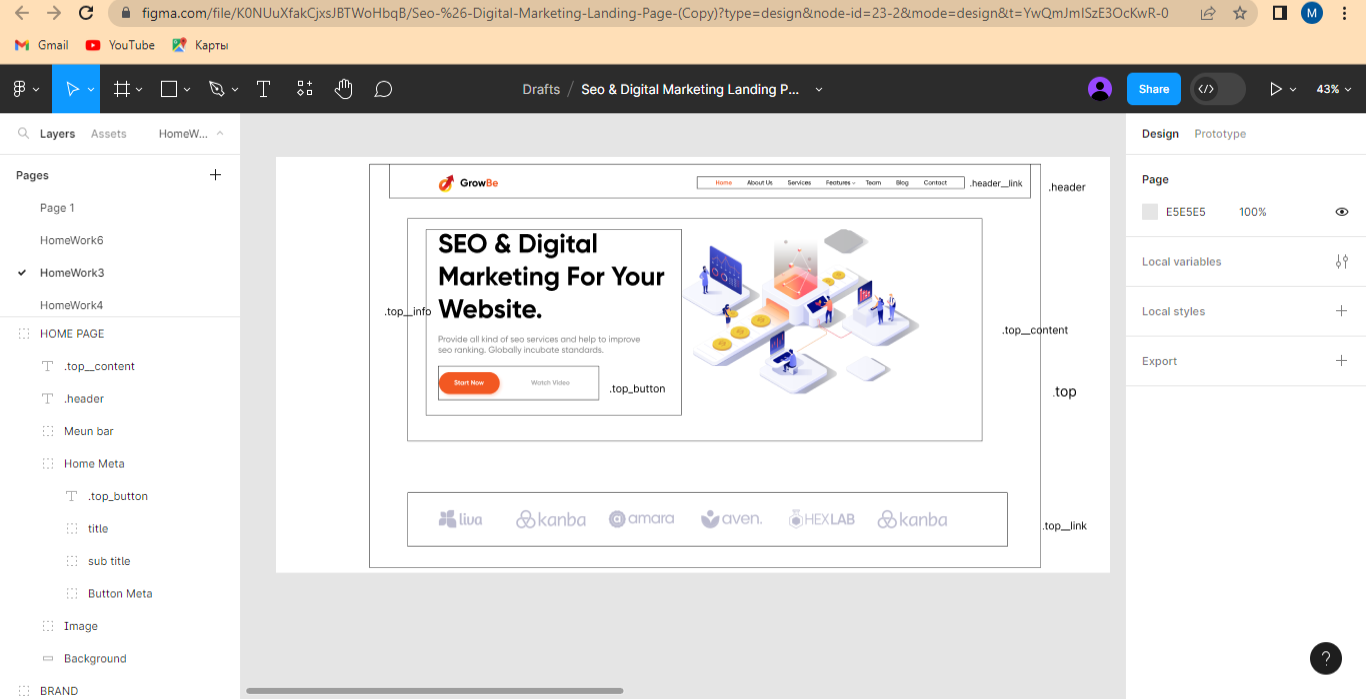 figma.com/file/K0NUuXfakCjxsJBTWoHbqB/Seo-%26-Digital-Marketing-Landing-Page-(Copy)?type=design&node-id=23-2&mode=design&t=YwQmJmISzE3OcKwR-0
M
Gmail YouTube Карты
Drafts / Seo & Digital Marketing Landing P... Share 43%
Layers Assets HomeW...
Pages
Page 1
HomeWork6
HomeWork3
HomeWork4
HOME PAGE
.top__content
.header
Meun bar
Home Meta
.top_button
title
sub title
Button Meta
Image
Background
BRAND
GrowBe
Home About Us Services Features Team Blog Contact
.header__link
.header
SEO & Digital
Marketing For Your
Website.
.top__info
Provide all kind of seo services and help to improve
seo ranking. Globally incubate standards.
Start Now Watch Video
.top_button
.top__content
.top
liva kanba amara aven. HEXLAB kanba
.top__link
Design Prototype
Page
E5E5E5 100%
Local variables
Local styles
Export
?